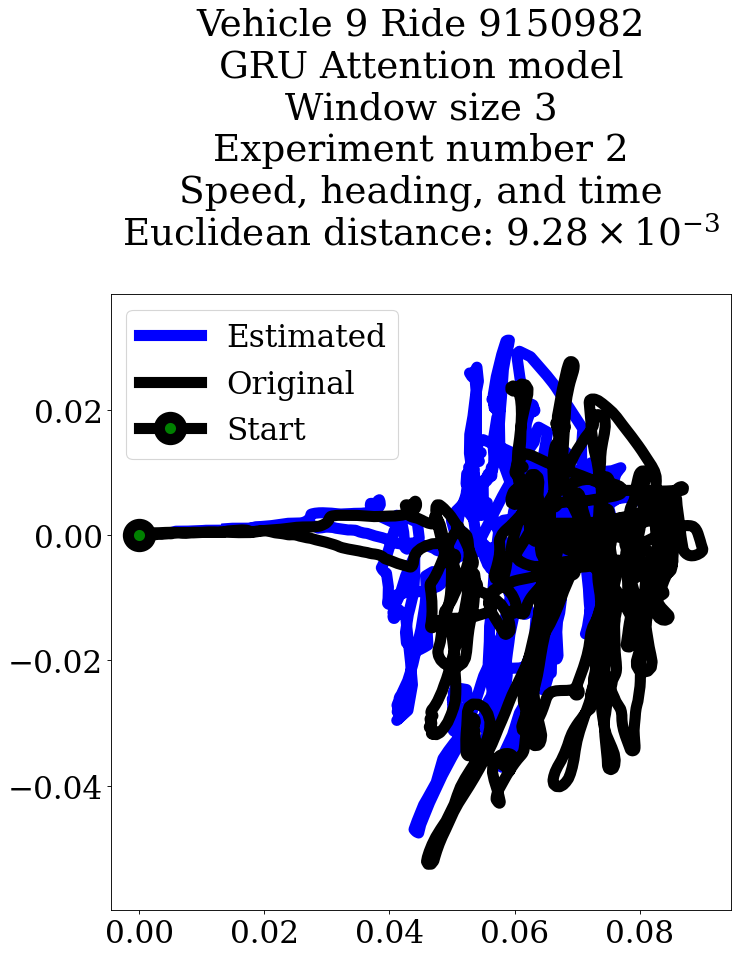 Vehicle 9 Ride 9150982
GRU Attention model
Window size 3
Experiment number 2
Speed, heading, and time
Euclidean distance: 9.28 × 10⁻³
Estimated
Original
Start
0.02
0.00
−0.02
−0.04
0.00 0.02 0.04 0.06 0.08